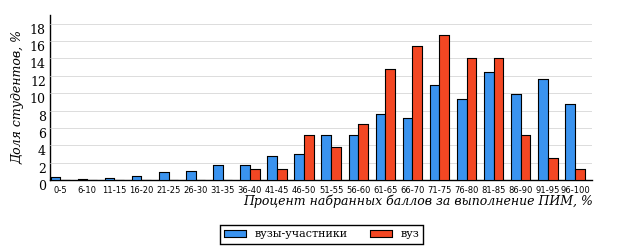 Доля студентов, %
18
16
14
12
10
8
6
4
2
0
0-5 6-10 11-15 16-20 21-25 26-30 31-35 36-40 41-45 46-50 51-55 56-60 61-65 66-70 71-75 76-80 81-85 86-90 91-95 96-100
Процент набранных баллов за выполнение ПИМ, %
вузы-участники вуз